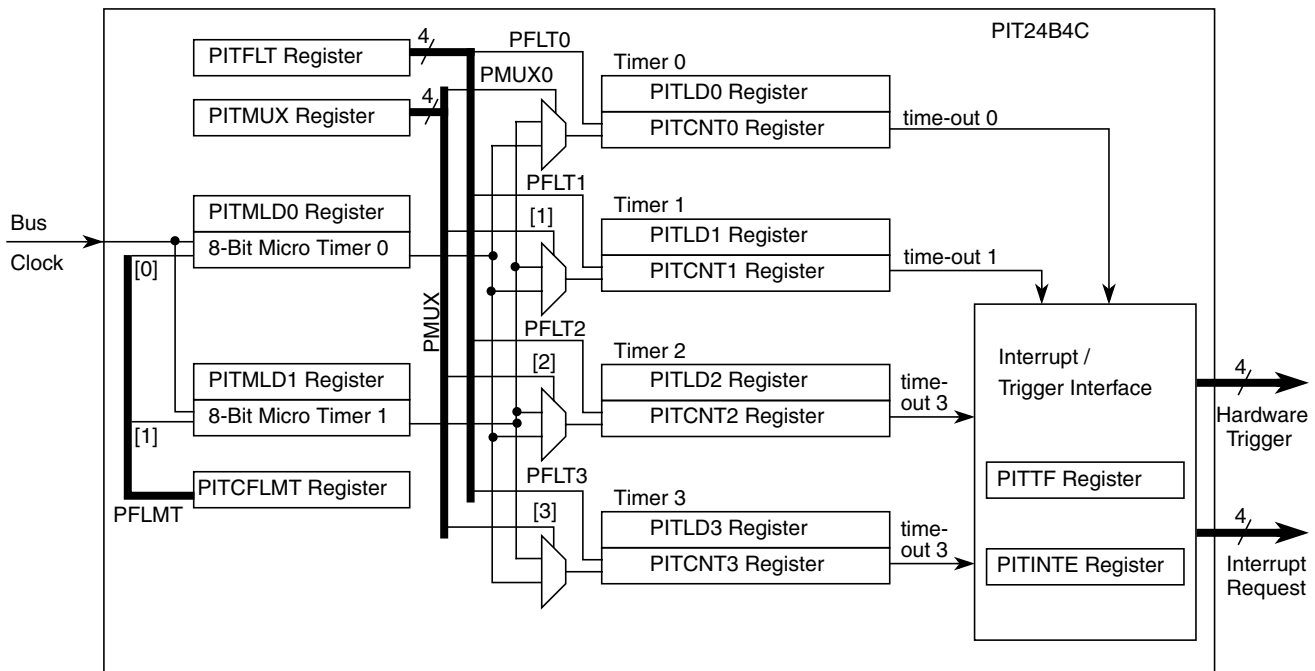 PIT24B4C
PITFLT Register
4
PFLT0
Timer 0
PMUX0
PITLD0 Register
PITMUX Register
4
PITCNT0 Register
time-out 0
PFLT1
Timer 1
Bus
Clock
PITMLD0 Register
8-Bit Micro Timer 0
[0]
[1]
PITLD1 Register
PITCNT1 Register
time-out 1
PMUX
PFLT2
Timer 2
PITMLD1 Register
8-Bit Micro Timer 1
[1]
[2]
PITLD2 Register
PITCNT2 Register
time-
out 3
Interrupt /
Trigger Interface
4
Hardware
Trigger
PITCFLMT Register
PFLMT
PFLT3
Timer 3
[3]
PITLD3 Register
PITCNT3 Register
time-
out 3
PITTF Register
PITINTE Register
4
Interrupt
Request